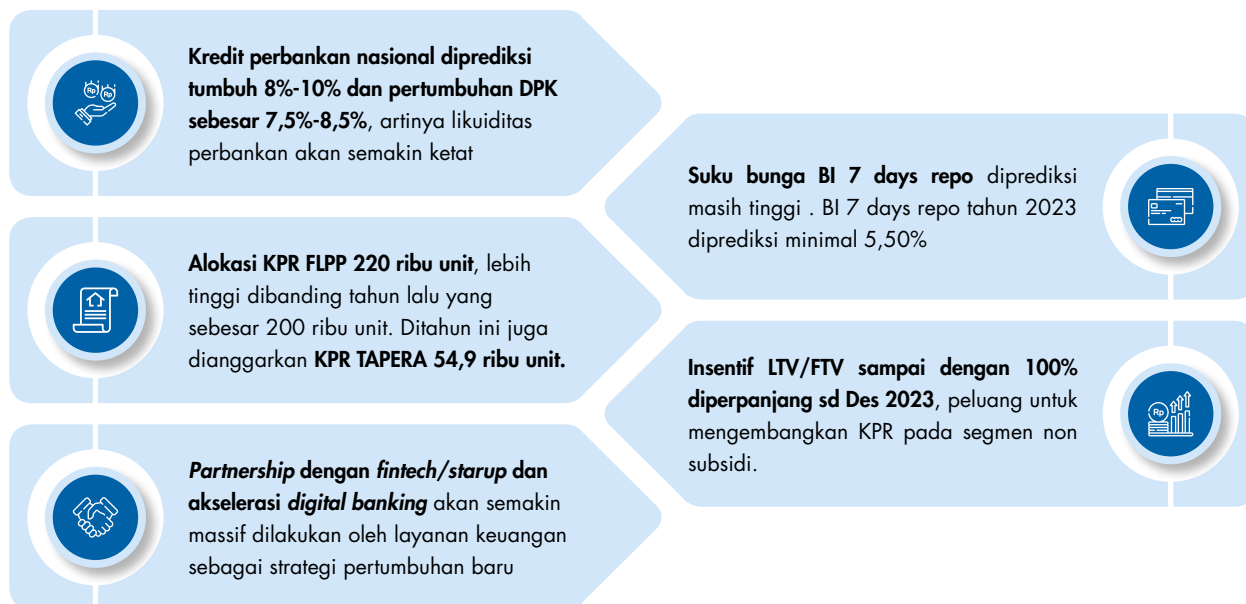 Kredit perbankan nasional diprediksi
tumbuh 8%-10% dan pertumbuhan DPK
sebesar 7,5%-8,5%, artinya likuiditas
perbankan akan semakin ketat
Suku bunga BI 7 days repo diprediksi
masih tinggi . BI 7 days repo tahun 2023
diprediksi minimal 5,50%
Alokasi KPR FLPP 220 ribu unit, lebih
tinggi dibanding tahun lalu yang
sebesar 200 ribu unit. Ditahun ini juga
dianggarkan KPR TAPERA 54,9 ribu unit.
Insentif LTV/FTV sampai dengan 100%
diperpanjang sd Des 2023, peluang untuk
mengembangkan KPR pada segmen non
subsidi.
Partnership dengan fintech/starup dan
akselerasi digital banking akan semakin
massif dilakukan oleh layanan keuangan
sebagai strategi pertumbuhan baru
Rp
Rp
Rp